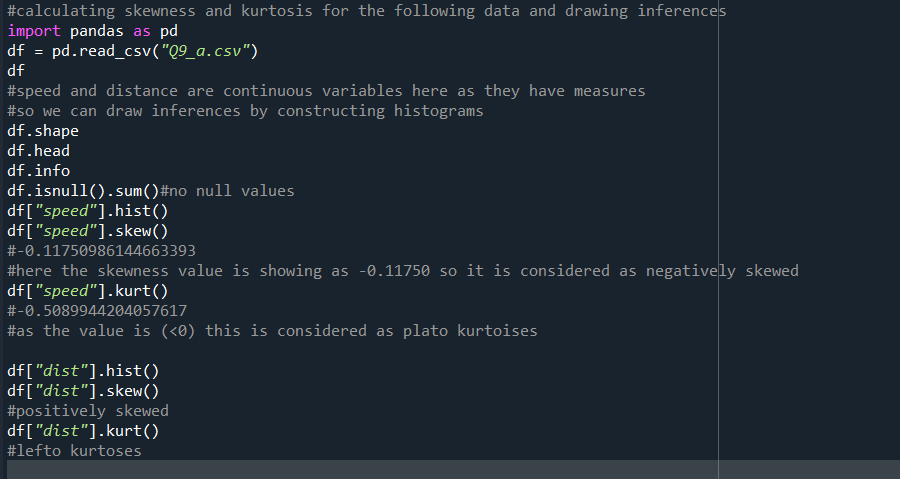 #calculating skewness and kurtosis for the following data and drawing inferences
import pandas as pd
df = pd.read_csv("Q9_a.csv")
df
#speed and distance are continuous variables here as they have measures
#so we can draw inferences by constructing histograms
df.shape
df.head
df.info
df.isnull().sum()#no null values
df["speed"].hist()
df["speed"].skew()
#-0.11750986144663393
#here the skewness value is showing as -0.11750 so it is considered as negatively skewed
df["speed"].kurt()
#-0.5089944204057617
#as the value is (<0) this is considered as plato kurtoises
df["dist"].hist()
df["dist"].skew()
#positively skewed
df["dist"].kurt()
#lefto kurtoses